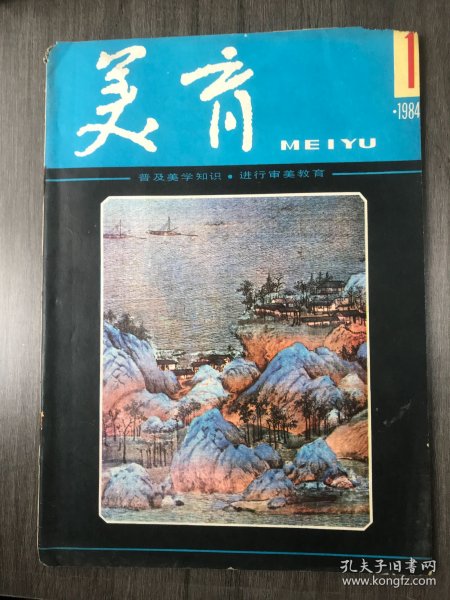 美育
MEIYU
1
·1984
普及美学知识·进行审美教育
孔夫子旧书网
www.kongfz.com